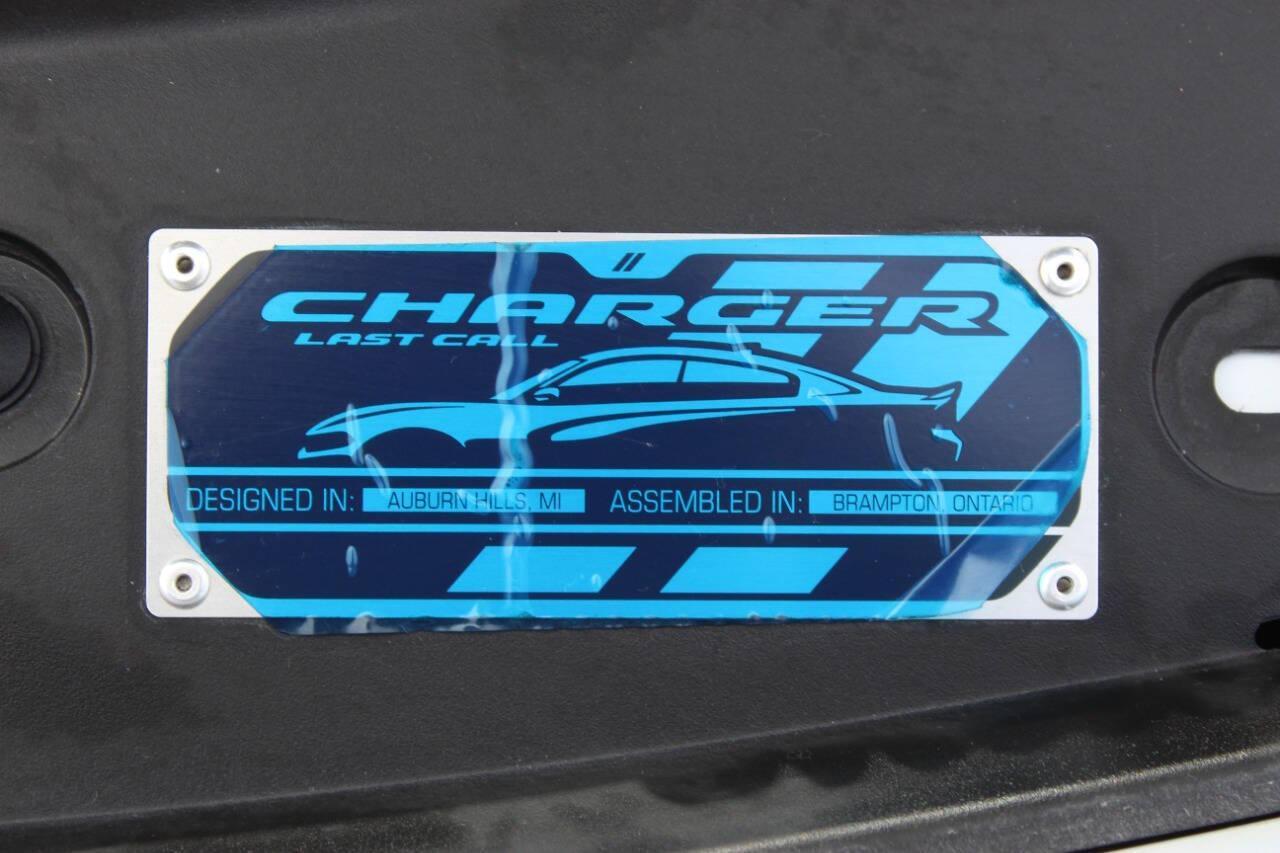 CHARGER
LAST CALL
DESIGNED IN: AUBURN HILLS, MI ASSEMBLED IN: BRAMPTON, ONTARIO